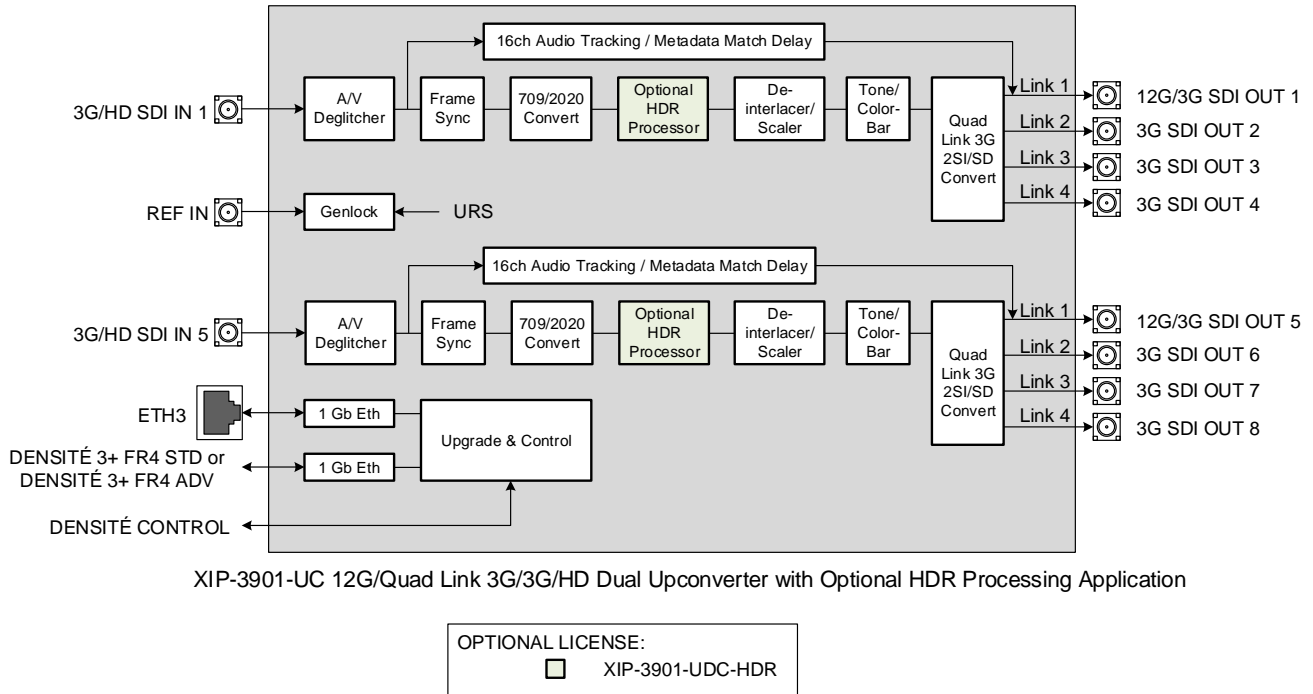 16ch Audio Tracking / Metadata Match Delay
3G/HD SDI IN 1
A/V
Deglitcher
Frame
Sync
709/2020
Convert
Optional
HDR
Processor
De-
interlacer/
Scaler
Tone/
Color-
Bar
Quad
Link 3G
2SI/SD
Convert
Link 1
12G/3G SDI OUT 1
Link 2
3G SDI OUT 2
Link 3
3G SDI OUT 3
Link 4
3G SDI OUT 4
REF IN
Genlock
URS
16ch Audio Tracking / Metadata Match Delay
3G/HD SDI IN 5
A/V
Deglitcher
Frame
Sync
709/2020
Convert
Optional
HDR
Processor
De-
interlacer/
Scaler
Tone/
Color-
Bar
Quad
Link 3G
2SI/SD
Convert
Link 1
12G/3G SDI OUT 5
Link 2
3G SDI OUT 6
Link 3
3G SDI OUT 7
Link 4
3G SDI OUT 8
ETH3
1 Gb Eth
Upgrade & Control
DENSITÉ 3+ FR4 STD or
DENSITÉ 3+ FR4 ADV
1 Gb Eth
DENSITÉ CONTROL
XIP-3901-UC 12G/Quad Link 3G/3G/HD Dual Upconverter with Optional HDR Processing Application
OPTIONAL LICENSE:
XIP-3901-UDC-HDR